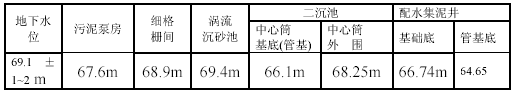 地下水位
污泥泵房
细格栅间
涡流沉砂池
二沉池
配水集泥井
中心筒基底(管基)
中心筒外围
基础底
管基底
69.1 ± 1~2 m
67.6m
68.9m
69.4m
66.1m
68.25m
66.74m
64.65